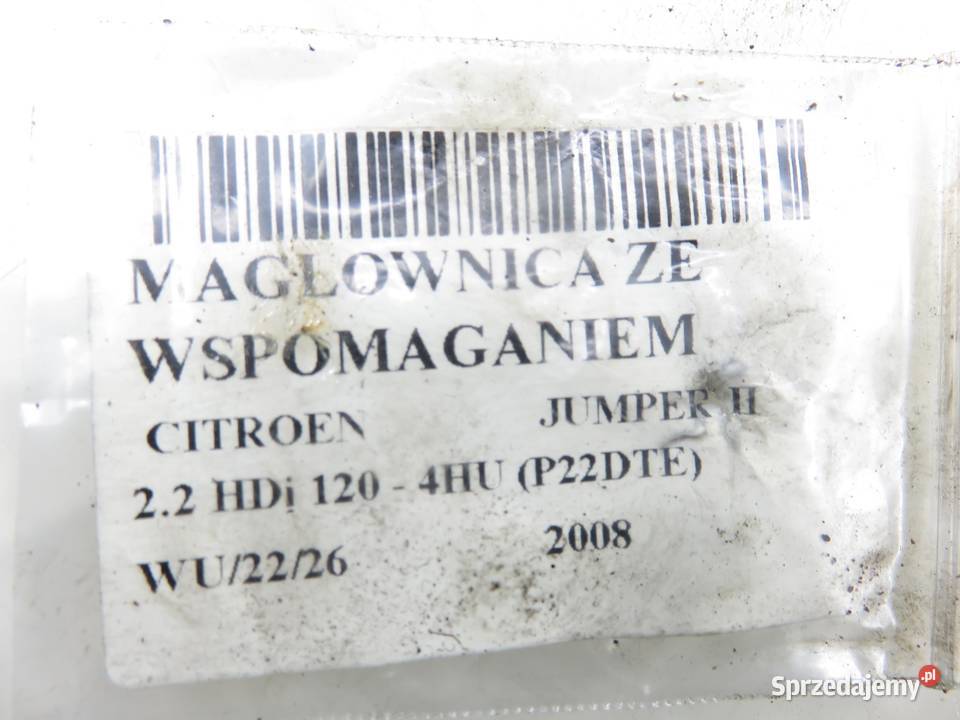 MAGLOWNICA ZE
WSPOMAGANIEM
CITROEN JUMPER II
2.2 HDi 120 - 4HU (P22DTE)
WU/22/26 2008
Sprzedajemy.pl